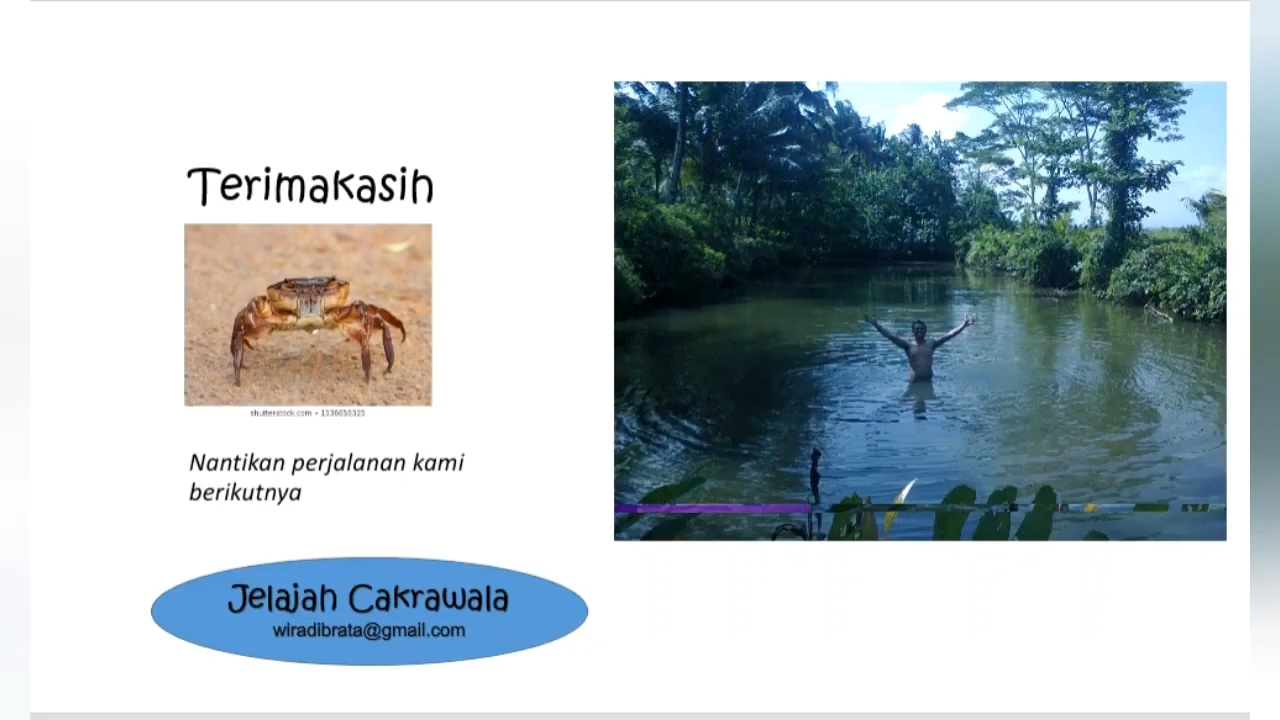 Terimakasih
shutterstock.com • 1336658325
Nantikan perjalanan kami
berikutnya
Jelajah Cakrawala
wiradibrata@gmail.com